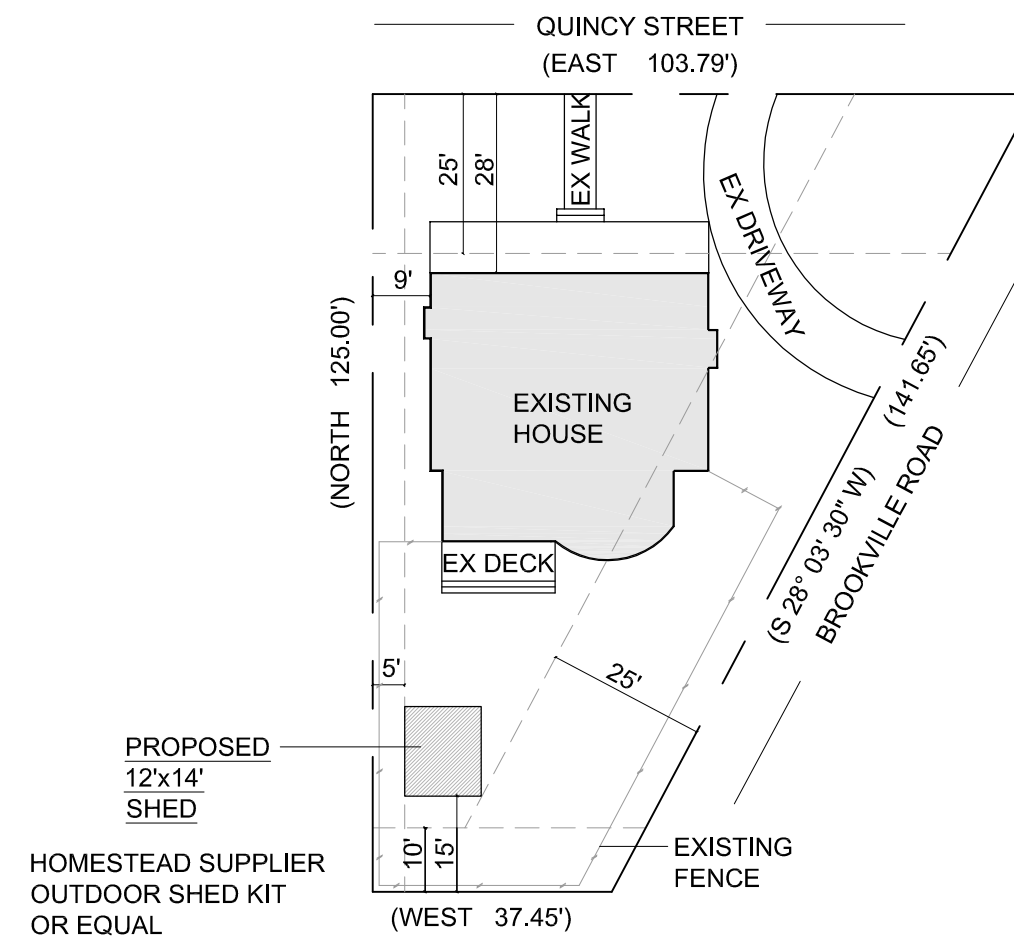 QUINCY STREET
(EAST 103.79')
EX WALK
25'
28'
EX DRIVEWAY
9'
(NORTH 125.00')
(141.65')
EXISTING
HOUSE
BROOKVILLE ROAD
(S 28° 03' 30" W)
EX DECK
5'
25'
PROPOSED
12'x14'
SHED
10'
15'
HOMESTEAD SUPPLIER
OUTDOOR SHED KIT
OR EQUAL
EXISTING
FENCE
(WEST 37.45')